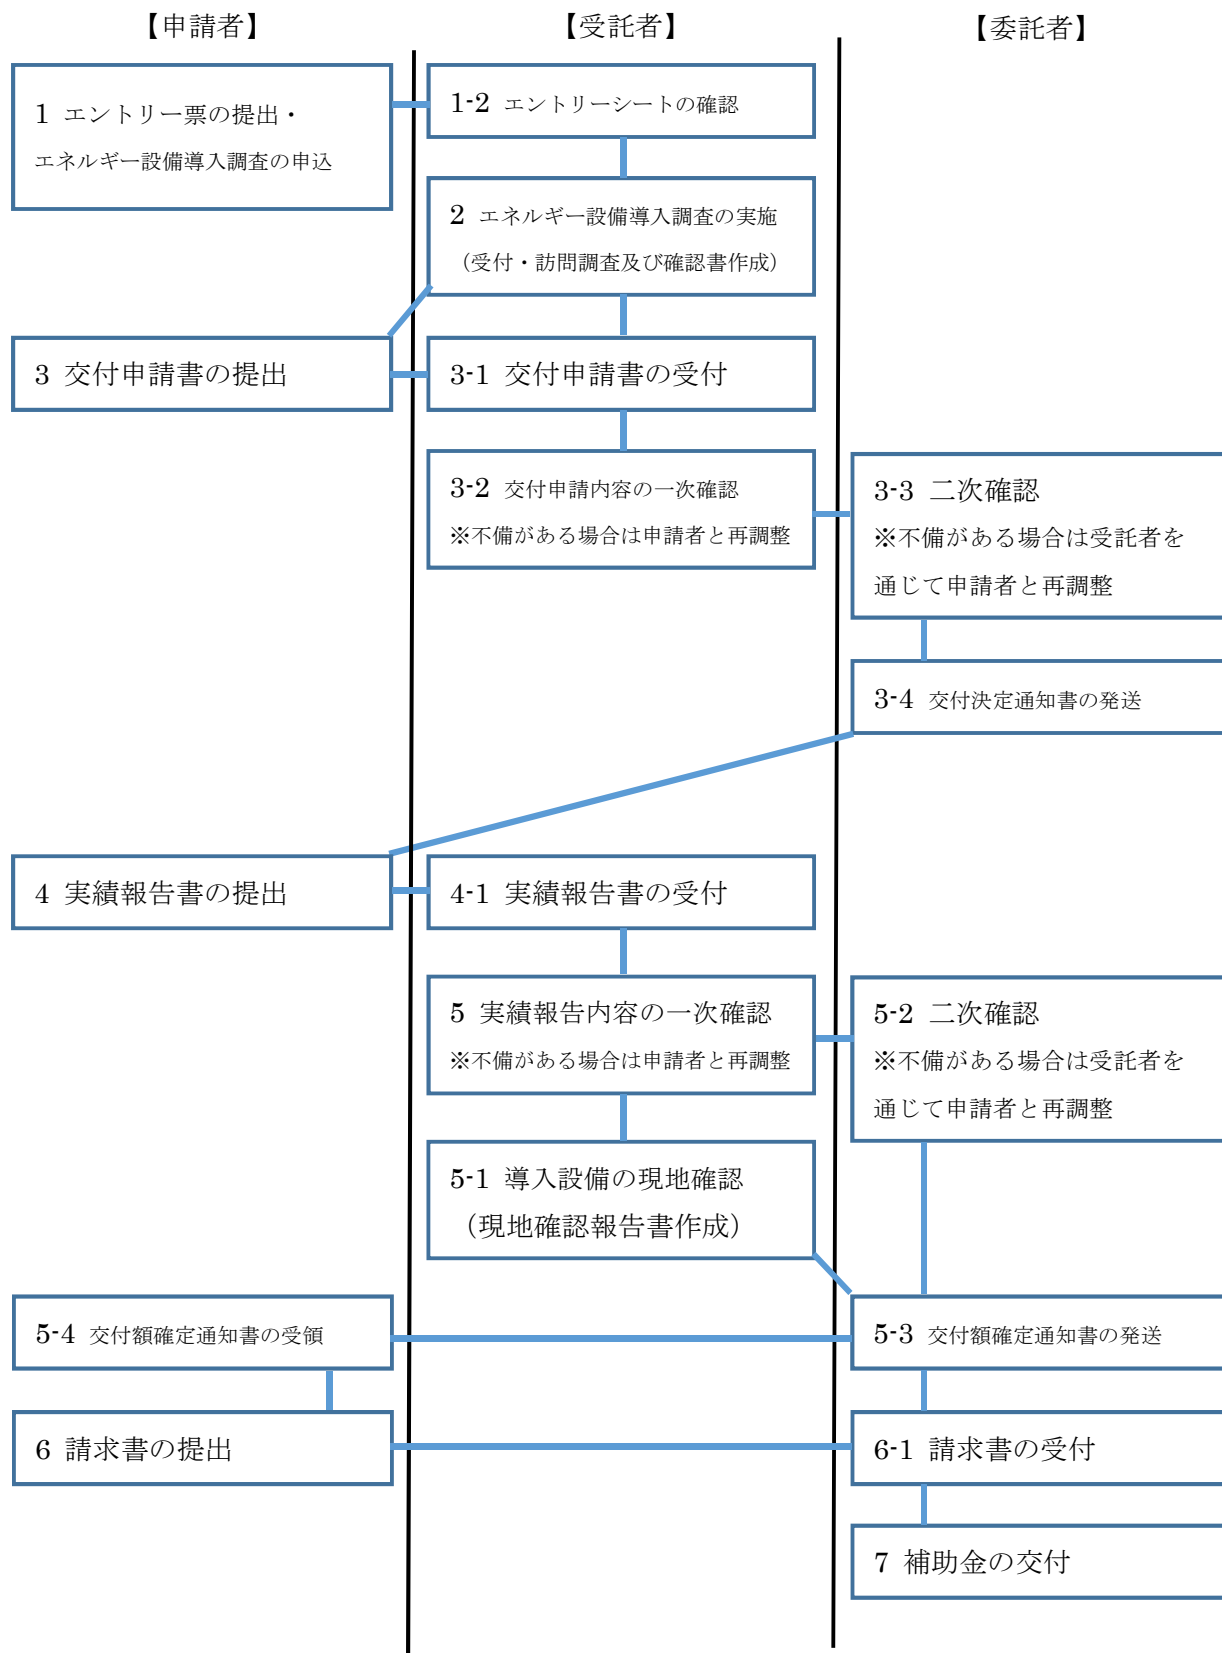 【申請者】
【受託者】
【委託者】
1 エントリー票の提出・
エネルギー設備導入調査の申込
1-2 エントリーシートの確認
2 エネルギー設備導入調査の実施
（受付・訪問調査及び確認書作成）
3 交付申請書の提出
3-1 交付申請書の受付
3-2 交付申請内容の一次確認
※不備がある場合は申請者と再調整
3-3 二次確認
※不備がある場合は受託者を
通じて申請者と再調整
3-4 交付決定通知書の発送
4 実績報告書の提出
4-1 実績報告書の受付
5 実績報告内容の一次確認
※不備がある場合は申請者と再調整
5-2 二次確認
※不備がある場合は受託者を
通じて申請者と再調整
5-1 導入設備の現地確認
（現地確認報告書作成）
5-4 交付額確定通知書の受領
5-3 交付額確定通知書の発送
6 請求書の提出
6-1 請求書の受付
7 補助金の交付